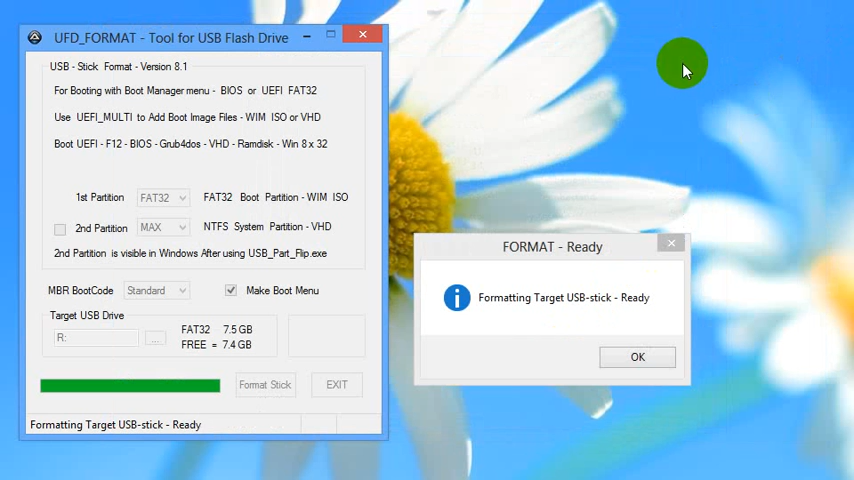 UFD_FORMAT - Tool for USB Flash Drive
USB - Stick Format - Version 8.1
For Booting with Boot Manager menu - BIOS or UEFI FAT32
Use UEFI_MULTI to Add Boot Image Files - WIM ISO or VHD
Boot UEFI - F12 - BIOS - Grub4dos - VHD - Ramdisk - Win 8 x 32
1st Partition FAT32 FAT32 Boot Partition - WIM ISO
2nd Partition MAX NTFS System Partition - VHD
2nd Partition is visible in Windows After using USB_Part_Flip.exe
MBR BootCode Standard Make Boot Menu
Target USB Drive
R: ... FAT32 7.5 GB
FREE = 7.4 GB
Format Stick EXIT
Formatting Target USB-stick - Ready
FORMAT - Ready
Formatting Target USB-stick - Ready
OK